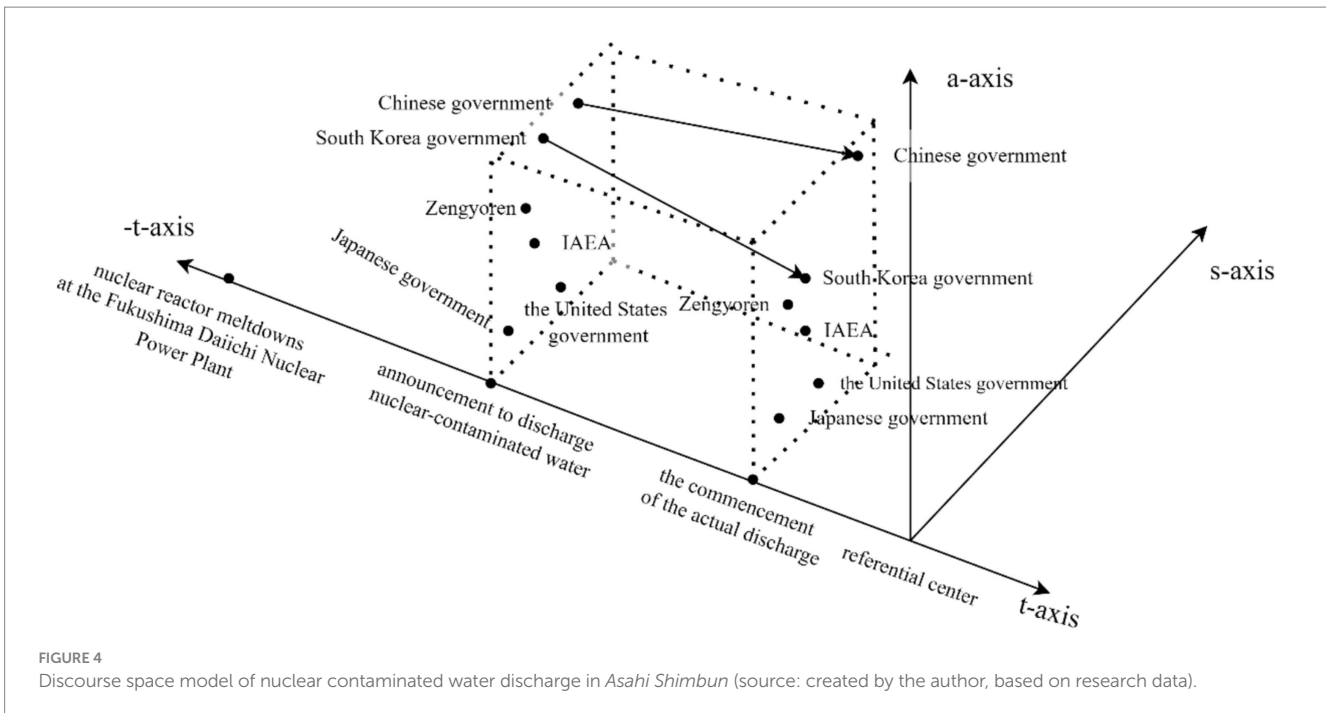 a-axis
Chinese government
South Korea government
Chinese government
Zengyoren
-t-axis
IAEA
s-axis
Japanese government
nuclear reactor meltdowns
at the Fukushima Daiichi Nuclear
Power Plant
the United States
government
South Korea government
Zengyoren
IAEA
the United States government
Japanese government
announcement to discharge
nuclear-contaminated water
the commencement
of the actual discharge
referential center
t-axis
FIGURE 4
Discourse space model of nuclear contaminated water discharge in Asahi Shimbun (source: created by the author, based on research data).